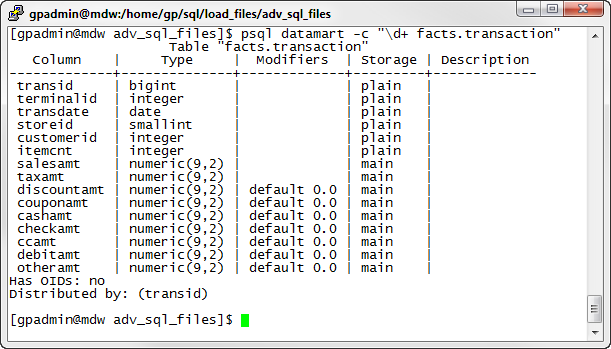 gpadmin@mdw:/home/gp/sql/load_files/adv_sql_files
[gpadmin@mdw adv_sql_files]$ psql datamart -c "\d+ facts.transaction"
                    Table "facts.transaction"
   Column    |     Type     |  Modifiers  | Storage | Description
-------------+--------------+-------------+---------+-------------
 transid     | bigint       |             | plain   |
 terminalid  | integer      |             | plain   |
 transdate   | date         |             | plain   |
 storeid     | smallint     |             | plain   |
 customerid  | integer      |             | plain   |
 itemcnt     | integer      |             | plain   |
 salesamt    | numeric(9,2) |             | main    |
 taxamt      | numeric(9,2) |             | main    |
 discountamt | numeric(9,2) | default 0.0 | main    |
 couponamt   | numeric(9,2) | default 0.0 | main    |
 cashamt     | numeric(9,2) | default 0.0 | main    |
 checkamt    | numeric(9,2) | default 0.0 | main    |
 ccamt       | numeric(9,2) | default 0.0 | main    |
 debitamt    | numeric(9,2) | default 0.0 | main    |
 otheramt    | numeric(9,2) | default 0.0 | main    |
Has OIDs: no
Distributed by: (transid)
[gpadmin@mdw adv_sql_files]$